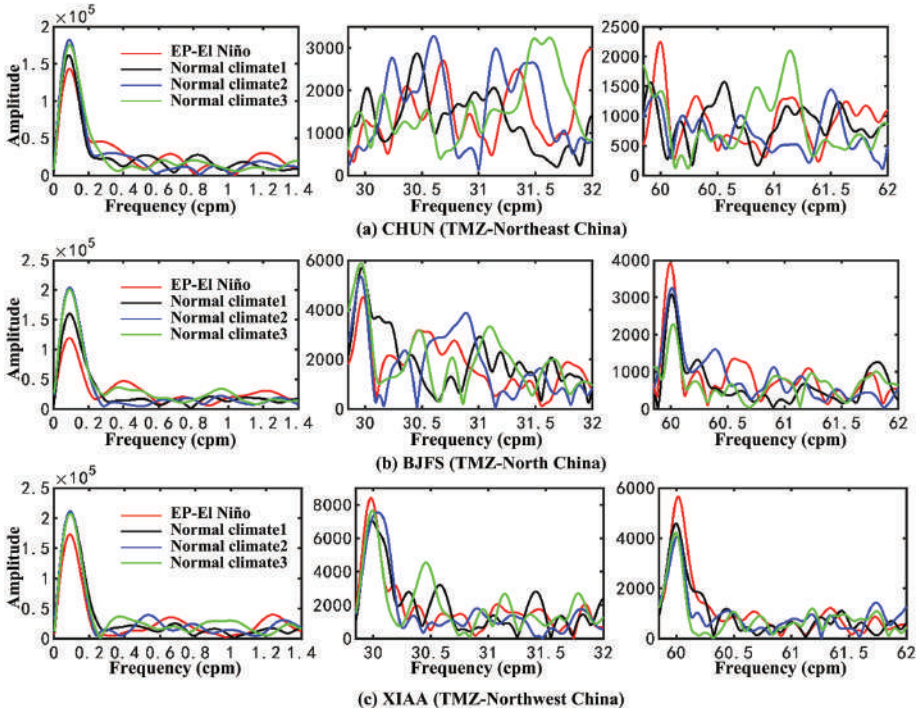 ×10⁵
2
1.5
1
0.5
0
EP-El Niño
Normal climate1
Normal climate2
Normal climate3
Amplitude
0 0.2 0.4 0.6 0.8 1 1.2 1.4
Frequency (cpm)
3000
2000
1000
0
30 30.5 31 31.5 32
Frequency (cpm)
2500
2000
1500
1000
500
0
60 60.5 61 61.5 62
Frequency (cpm)
(a) CHUN (TMZ-Northeast China)
×10⁵
2.5
2
1.5
1
0.5
0
EP-El Niño
Normal climate1
Normal climate2
Normal climate3
Amplitude
0 0.2 0.4 0.6 0.8 1 1.2 1.4
Frequency (cpm)
6000
4000
2000
0
30 30.5 31 31.5 32
Frequency (cpm)
4000
3000
2000
1000
0
60 60.5 61 61.5 62
Frequency (cpm)
(b) BJFS (TMZ-North China)
×10⁵
2.5
2
1.5
1
0.5
0
EP-El Niño
Normal climate1
Normal climate2
Normal climate3
Amplitude
0 0.2 0.4 0.6 0.8 1 1.2 1.4
Frequency (cpm)
8000
6000
4000
2000
0
30 30.5 31 31.5 32
Frequency (cpm)
6000
4000
2000
0
60 60.5 61 61.5 62
Frequency (cpm)
(c) XIAA (TMZ-Northwest China)